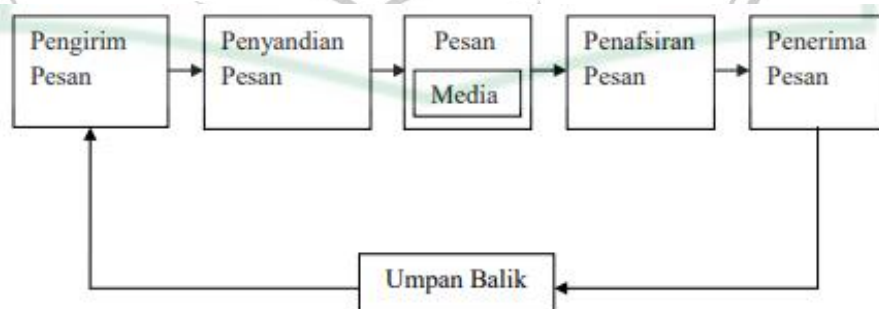 Pengirim
Pesan
Penyandian
Pesan
Pesan
Media
Penafsiran
Pesan
Penerima
Pesan
Umpan Balik